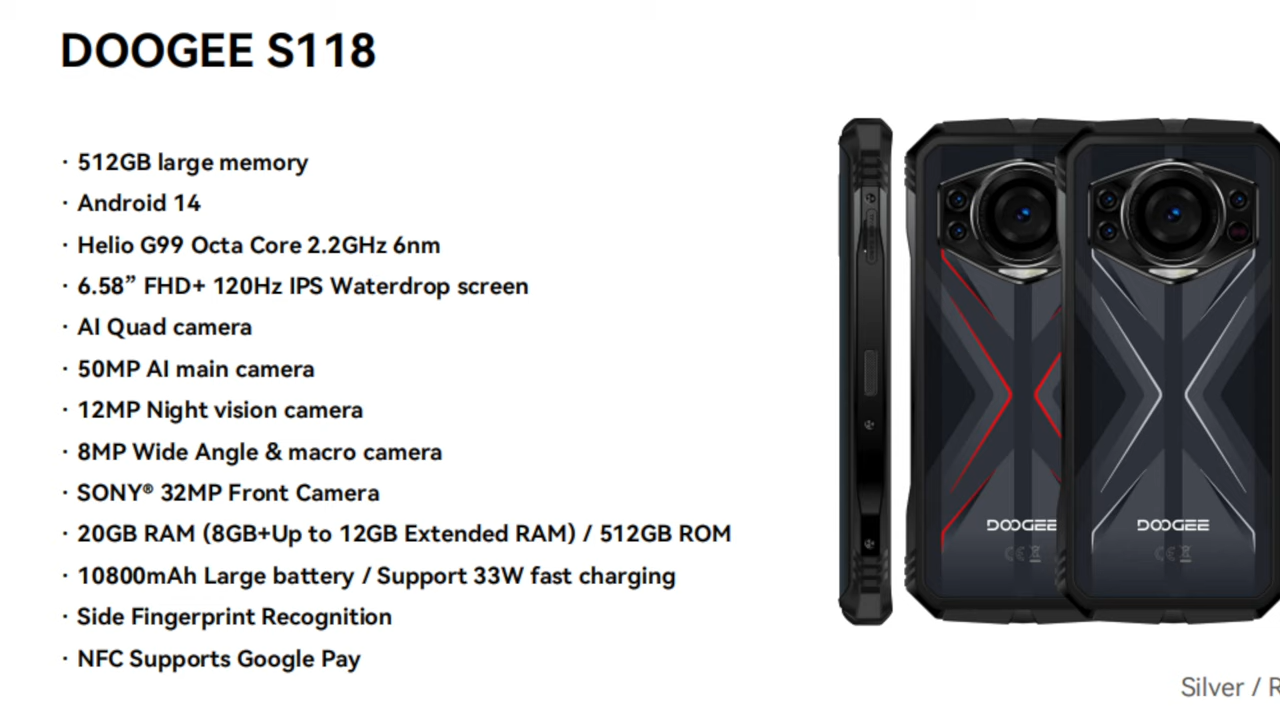 DOOGEE S118
· 512GB large memory
· Android 14
· Helio G99 Octa Core 2.2GHz 6nm
· 6.58” FHD+ 120Hz IPS Waterdrop screen
· AI Quad camera
· 50MP AI main camera
· 12MP Night vision camera
· 8MP Wide Angle & macro camera
· SONY® 32MP Front Camera
· 20GB RAM (8GB+Up to 12GB Extended RAM) / 512GB ROM
· 10800mAh Large battery / Support 33W fast charging
· Side Fingerprint Recognition
· NFC Supports Google Pay
DOOGEE
DOOGEE
CE
CE
Silver /